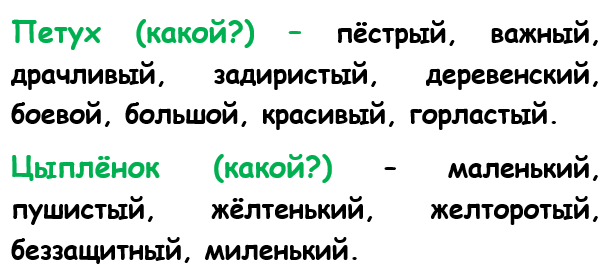 Петух (какой?) – пёстрый, важный,
драчливый, задиристый, деревенский,
боевой, большой, красивый, горластый.
Цыплёнок (какой?) – маленький,
пушистый, жёлтенький, желторотый,
беззащитный, миленький.